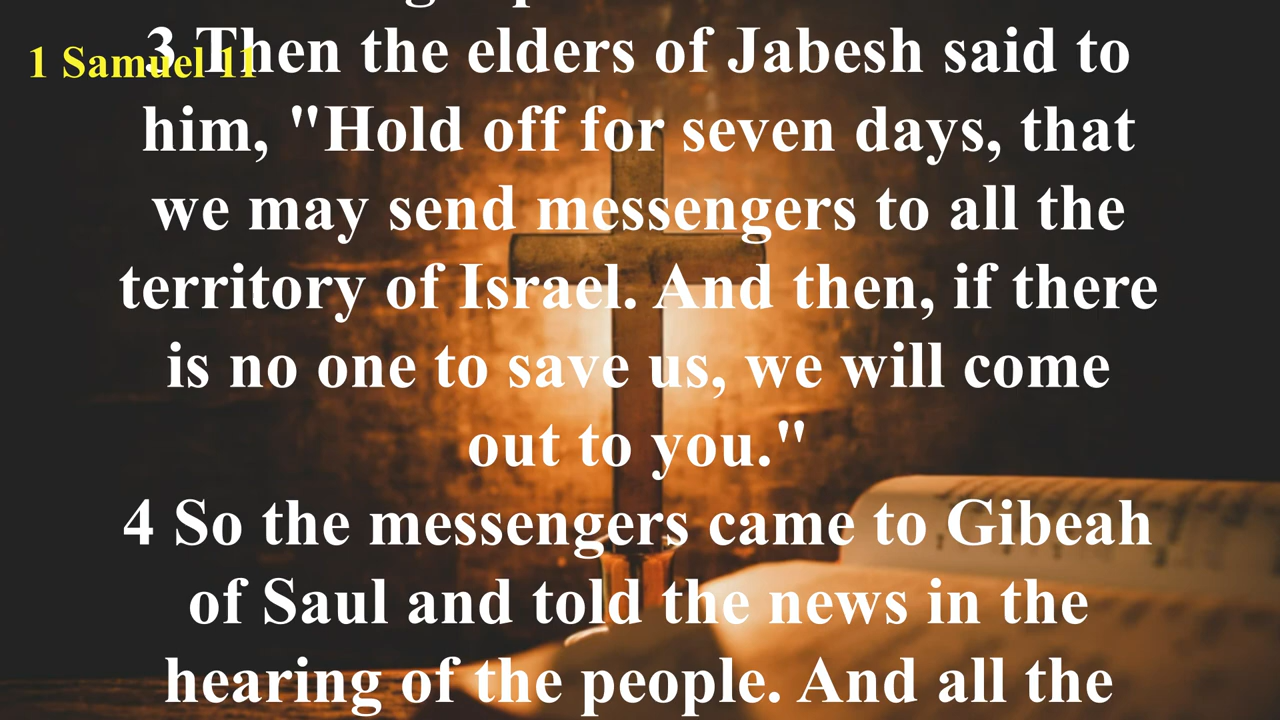 1 Samuel 11
3 Then the elders of Jabesh said to
him, "Hold off for seven days, that
we may send messengers to all the
territory of Israel. And then, if there
is no one to save us, we will come
out to you."
4 So the messengers came to Gibeah
of Saul and told the news in the
hearing of the people. And all the